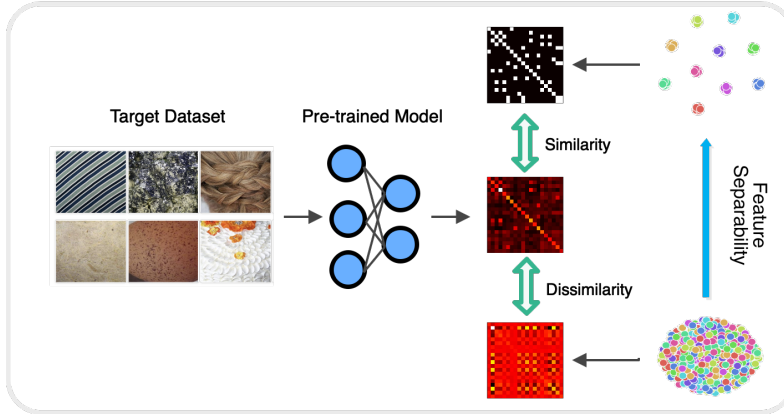 Target Dataset
Pre-trained Model
Similarity
Dissimilarity
Feature
Separability